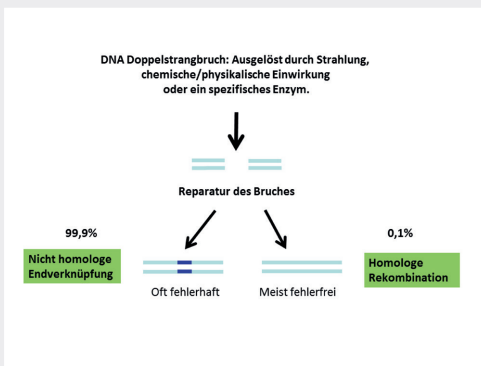 DNA Doppelstrangbruch: Ausgelöst durch Strahlung,
chemische/physikalische Einwirkung
oder ein spezifisches Enzym.
Reparatur des Bruches
99,9%
0,1%
Nicht homologe
Endverknüpfung
Homologe
Rekombination
Oft fehlerhaft
Meist fehlerfrei